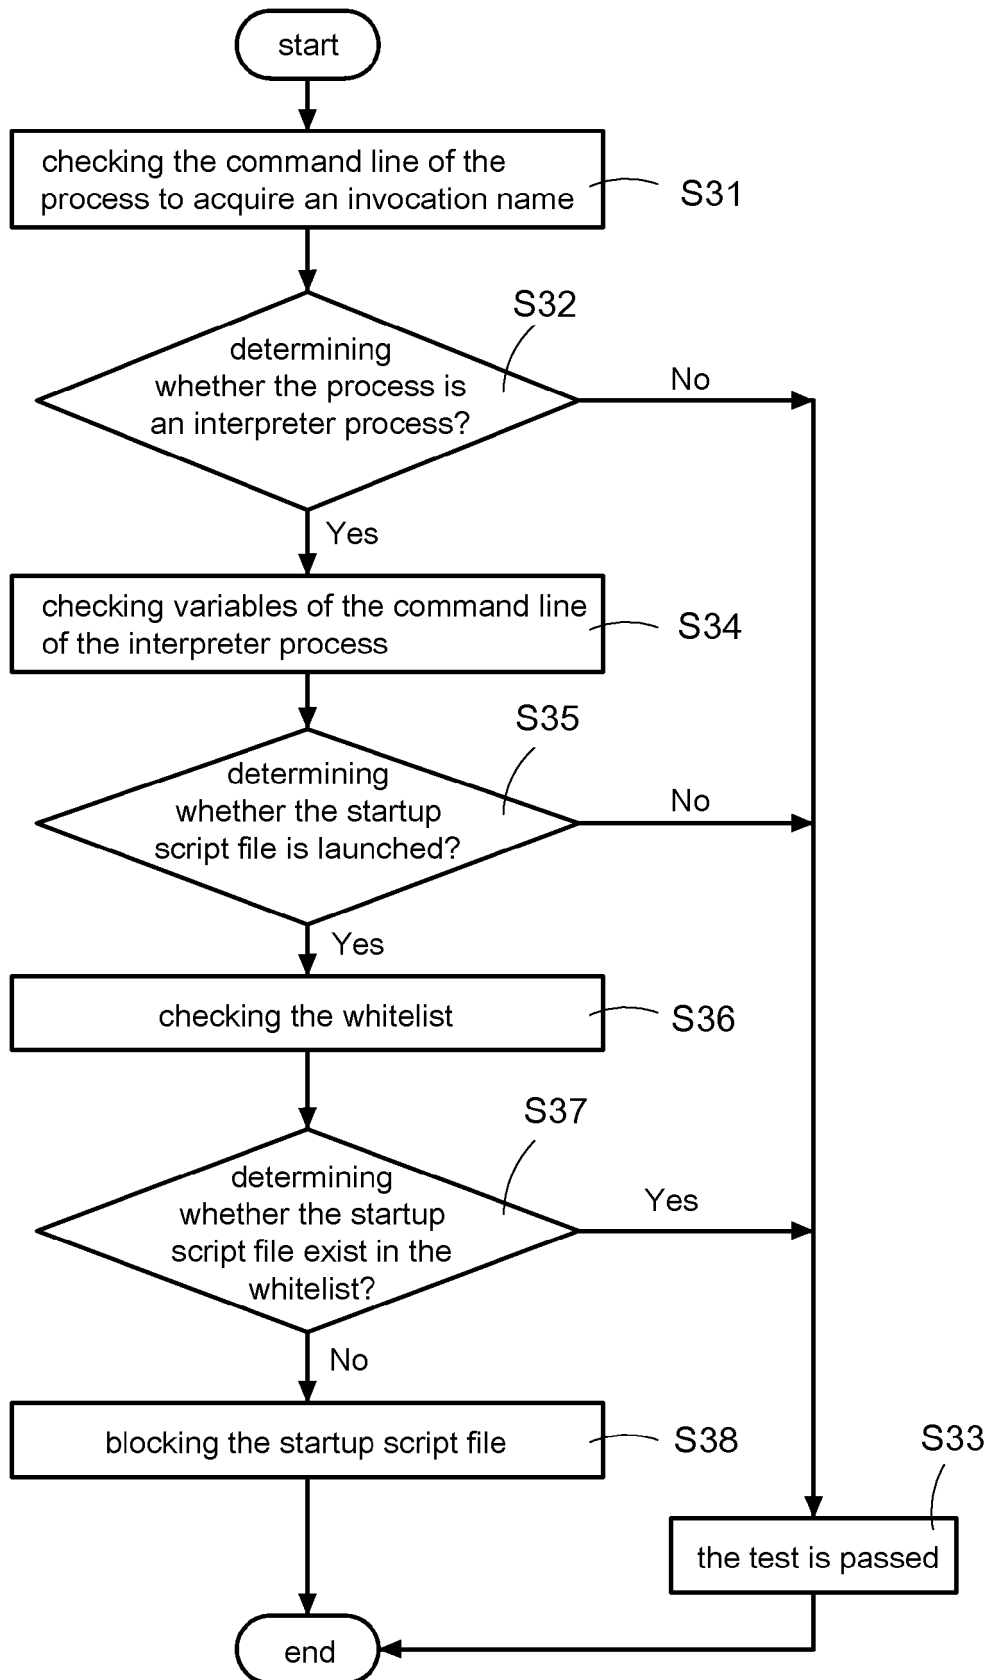 start
checking the command line of the
process to acquire an invocation name
S31
S32
determining
whether the process is
an interpreter process?
No
Yes
checking variables of the command line
of the interpreter process
S34
S35
determining
whether the startup
script file is launched?
No
Yes
checking the whitelist
S36
S37
determining
whether the startup
script file exist in the
whitelist?
Yes
No
blocking the startup script file
S38
S33
the test is passed
end